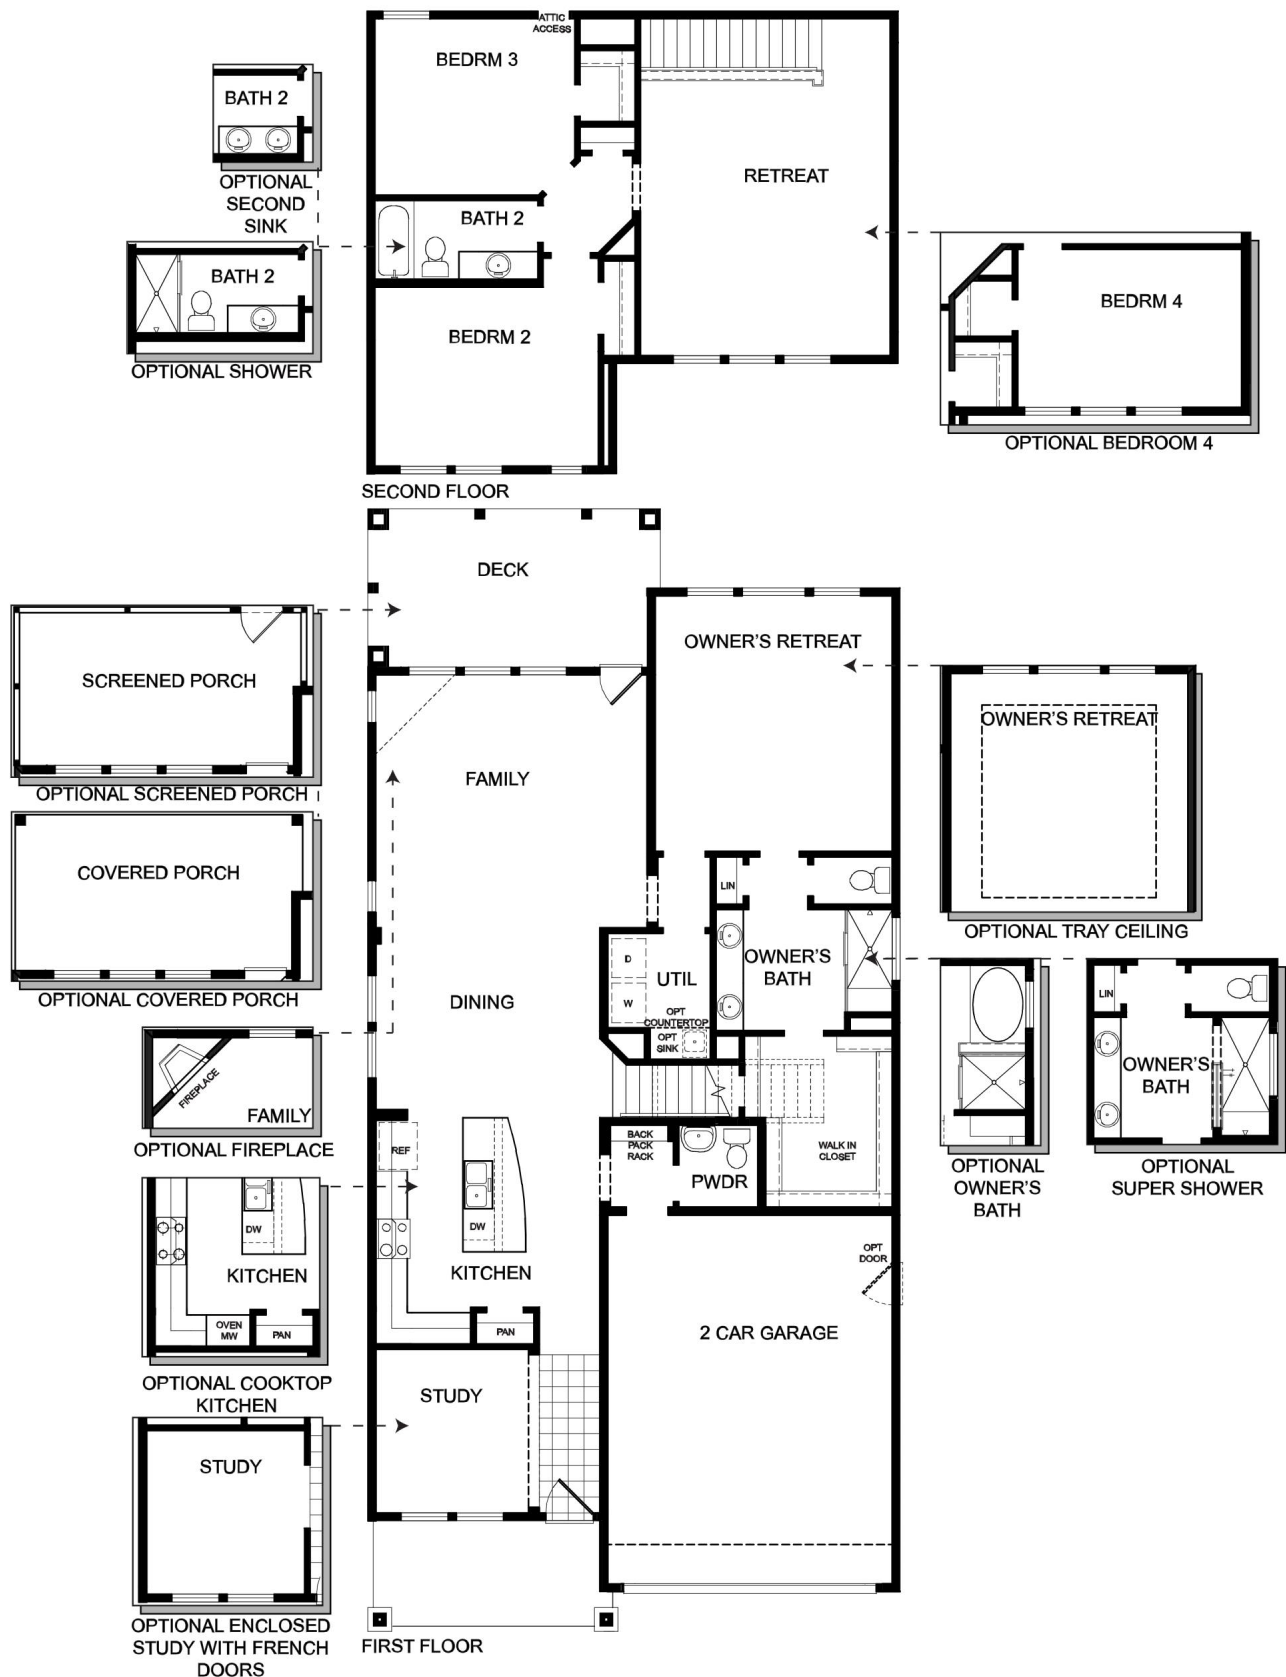 ATTIC
ACCESS
BEDRM 3
BATH 2
OPTIONAL
SECOND
SINK
RETREAT
BATH 2
BATH 2
OPTIONAL SHOWER
BEDRM 2
BEDRM 4
OPTIONAL BEDROOM 4
SECOND FLOOR
DECK
OWNER'S RETREAT
SCREENED PORCH
OPTIONAL SCREENED PORCH
OWNER'S RETREAT
OPTIONAL TRAY CEILING
FAMILY
COVERED PORCH
OPTIONAL COVERED PORCH
LIN
OWNER'S
BATH
D
W
UTIL
OPT
COUNTERTOP
OPT
SINK
DINING
LIN
OWNER'S
BATH
OPTIONAL
SUPER SHOWER
OPTIONAL
OWNER'S
BATH
FIREPLACE
FAMILY
OPTIONAL FIREPLACE
REF
BACK
PACK
RACK
PWDR
WALK IN
CLOSET
DW
KITCHEN
OVEN
MW
PAN
OPTIONAL COOKTOP
KITCHEN
DW
KITCHEN
PAN
OPT
DOOR
2 CAR GARAGE
STUDY
STUDY
OPTIONAL ENCLOSED
STUDY WITH FRENCH
DOORS
FIRST FLOOR